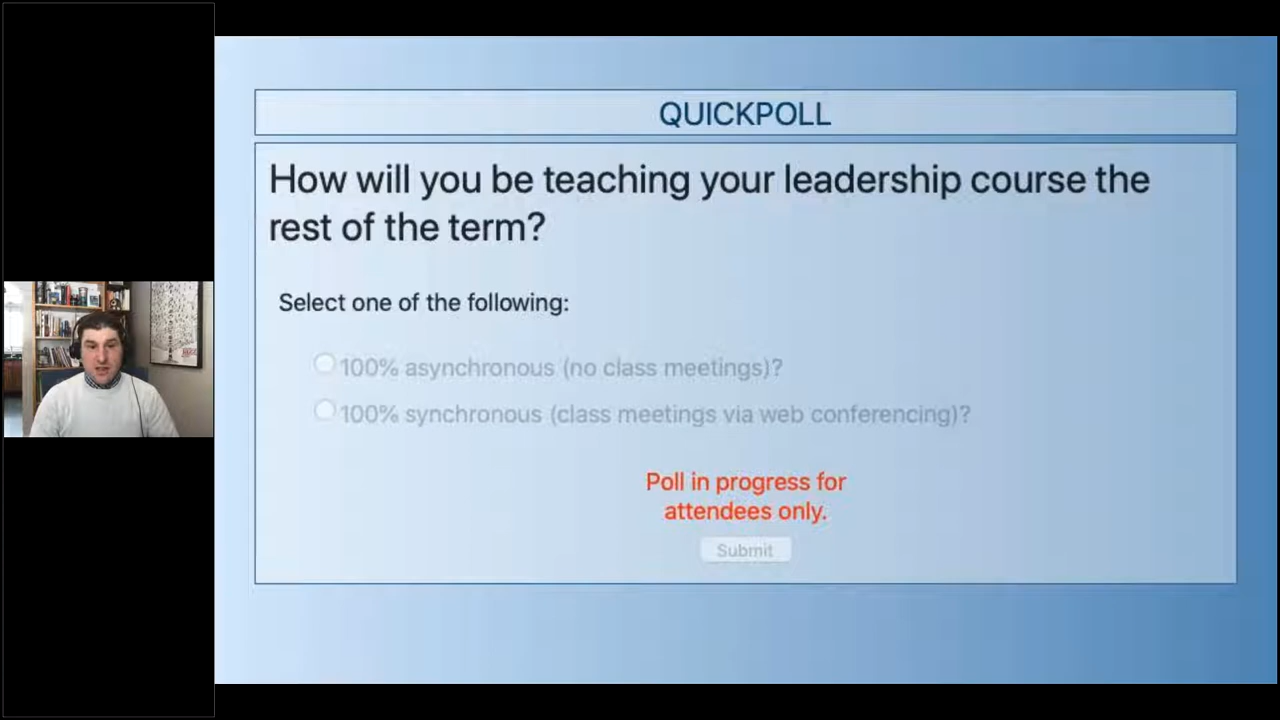 QUICKPOLL
How will you be teaching your leadership course the
rest of the term?
Select one of the following:
100% asynchronous (no class meetings)?
100% synchronous (class meetings via web conferencing)?
Poll in progress for
attendees only.
Submit